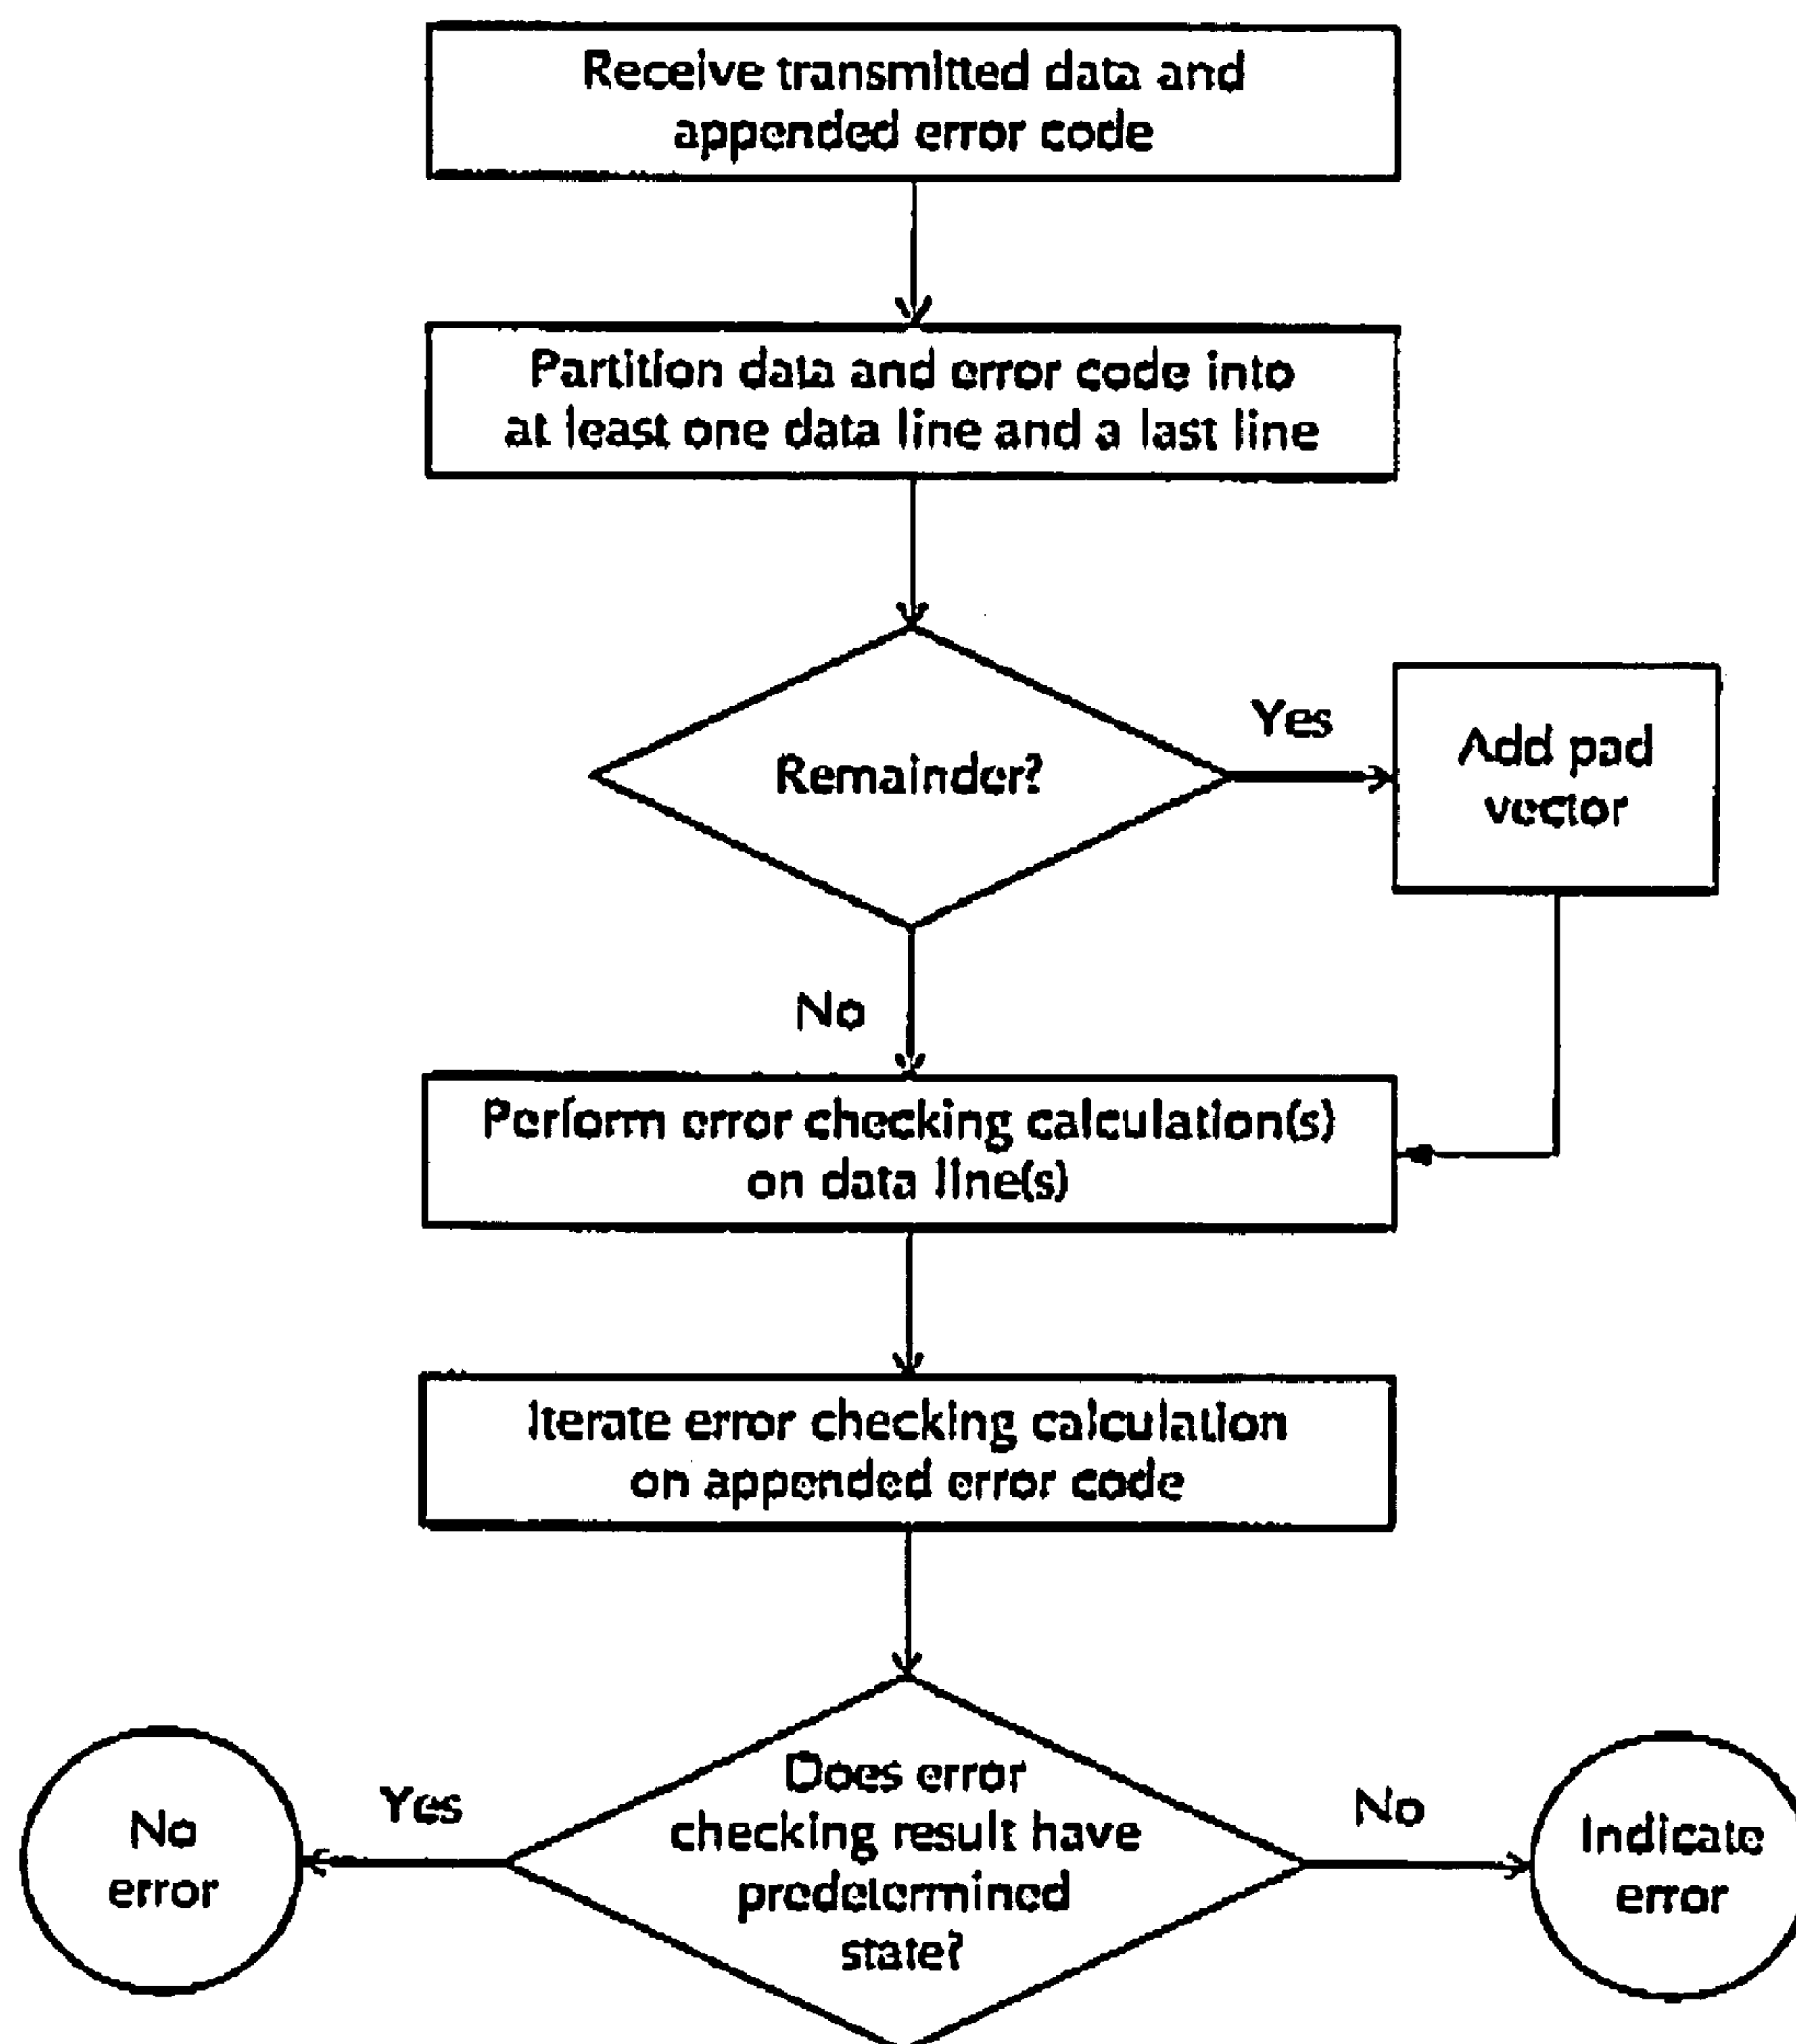 Receive transmitted data and
appended error code
Partition data and error code into
at least one data line and a last line
Remainder?
Yes
Add pad
vector
No
Perform error checking calculation(s)
on data line(s)
Iterate error checking calculation
on appended error code
Does error
checking result have
predetermined
state?
Yes
No
error
No
Indicate
error